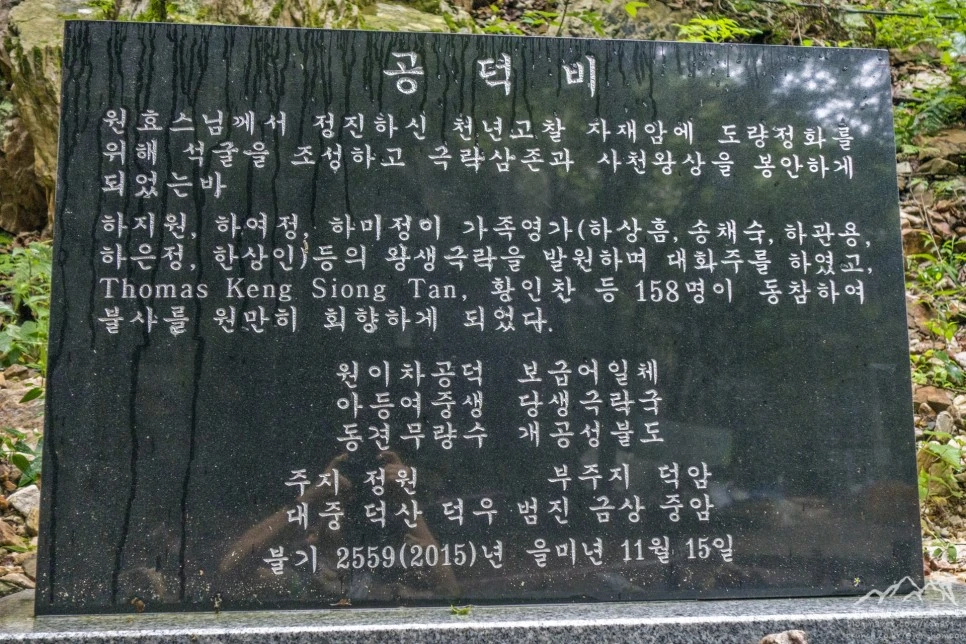 공덕비
원효스님께서 정진하신 천년고찰 자재암에 도량정화를
위해 석굴을 조성하고 극락삼존과 사천왕상을 봉안하게
되었는바
하지원, 하여정, 하미정이 가족영가(하상흠, 송채숙, 하관용,
하은정, 한상인)등의 왕생극락을 발원하며 대화주를 하였고,
Thomas Keng Siong Tan, 황인찬 등 158명이 동참하여
불사를 원만히 회향하게 되었다.
원이차공덕 보급어일체
아등여중생 당생극락국
동견무량수 개공성불도
주지 정원 부주지 덕암
대중 덕산 덕우 범진 금상 중암
불기 2559(2015)년 을미년 11월 15일